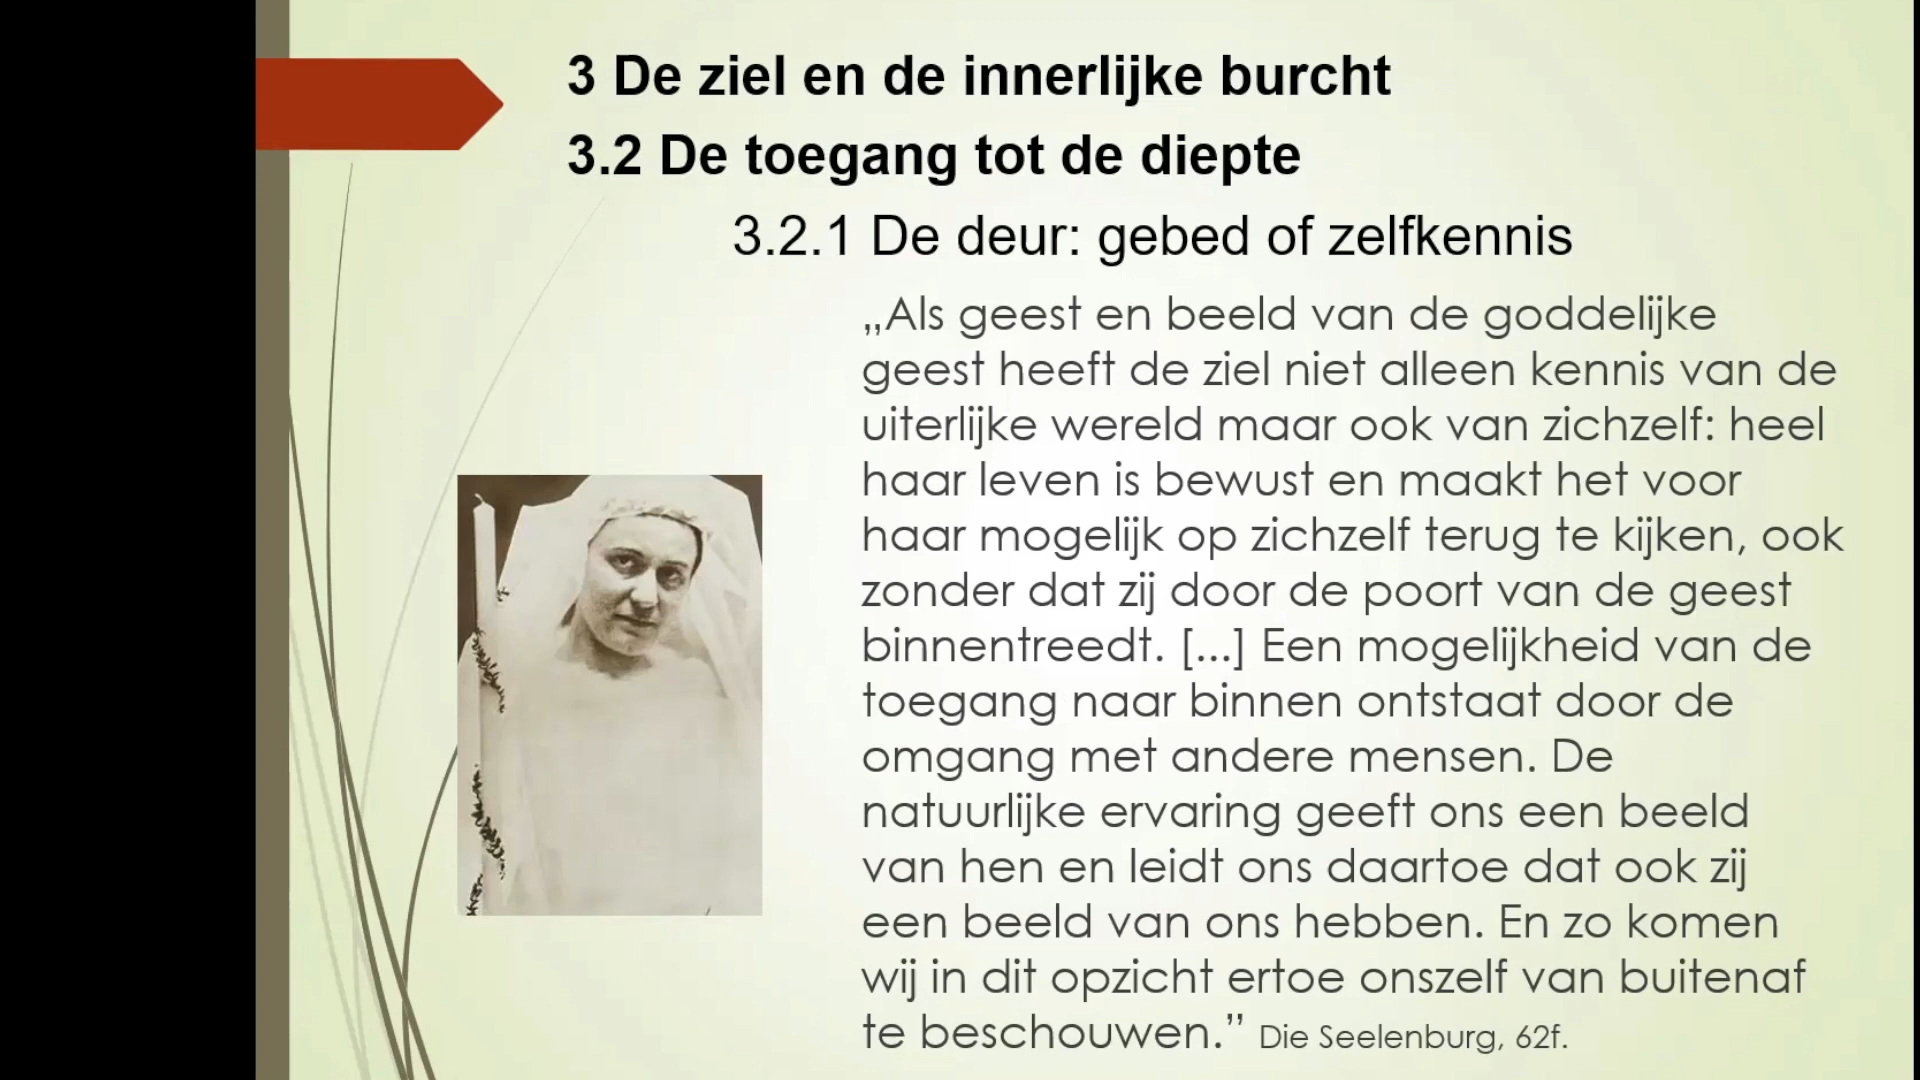 3 De ziel en de innerlijke burcht
3.2 De toegang tot de diepte
3.2.1 De deur: gebed of zelfkennis
„Als geest en beeld van de goddelijke
geest heeft de ziel niet alleen kennis van de
uiterlijke wereld maar ook van zichzelf: heel
haar leven is bewust en maakt het voor
haar mogelijk op zichzelf terug te kijken, ook
zonder dat zij door de poort van de geest
binnentreedt. [...] Een mogelijkheid van de
toegang naar binnen ontstaat door de
omgang met andere mensen. De
natuurlijke ervaring geeft ons een beeld
van hen en leidt ons daartoe dat ook zij
een beeld van ons hebben. En zo komen
wij in dit opzicht ertoe onszelf van buitenaf
te beschouwen.” Die Seelenburg, 62f.